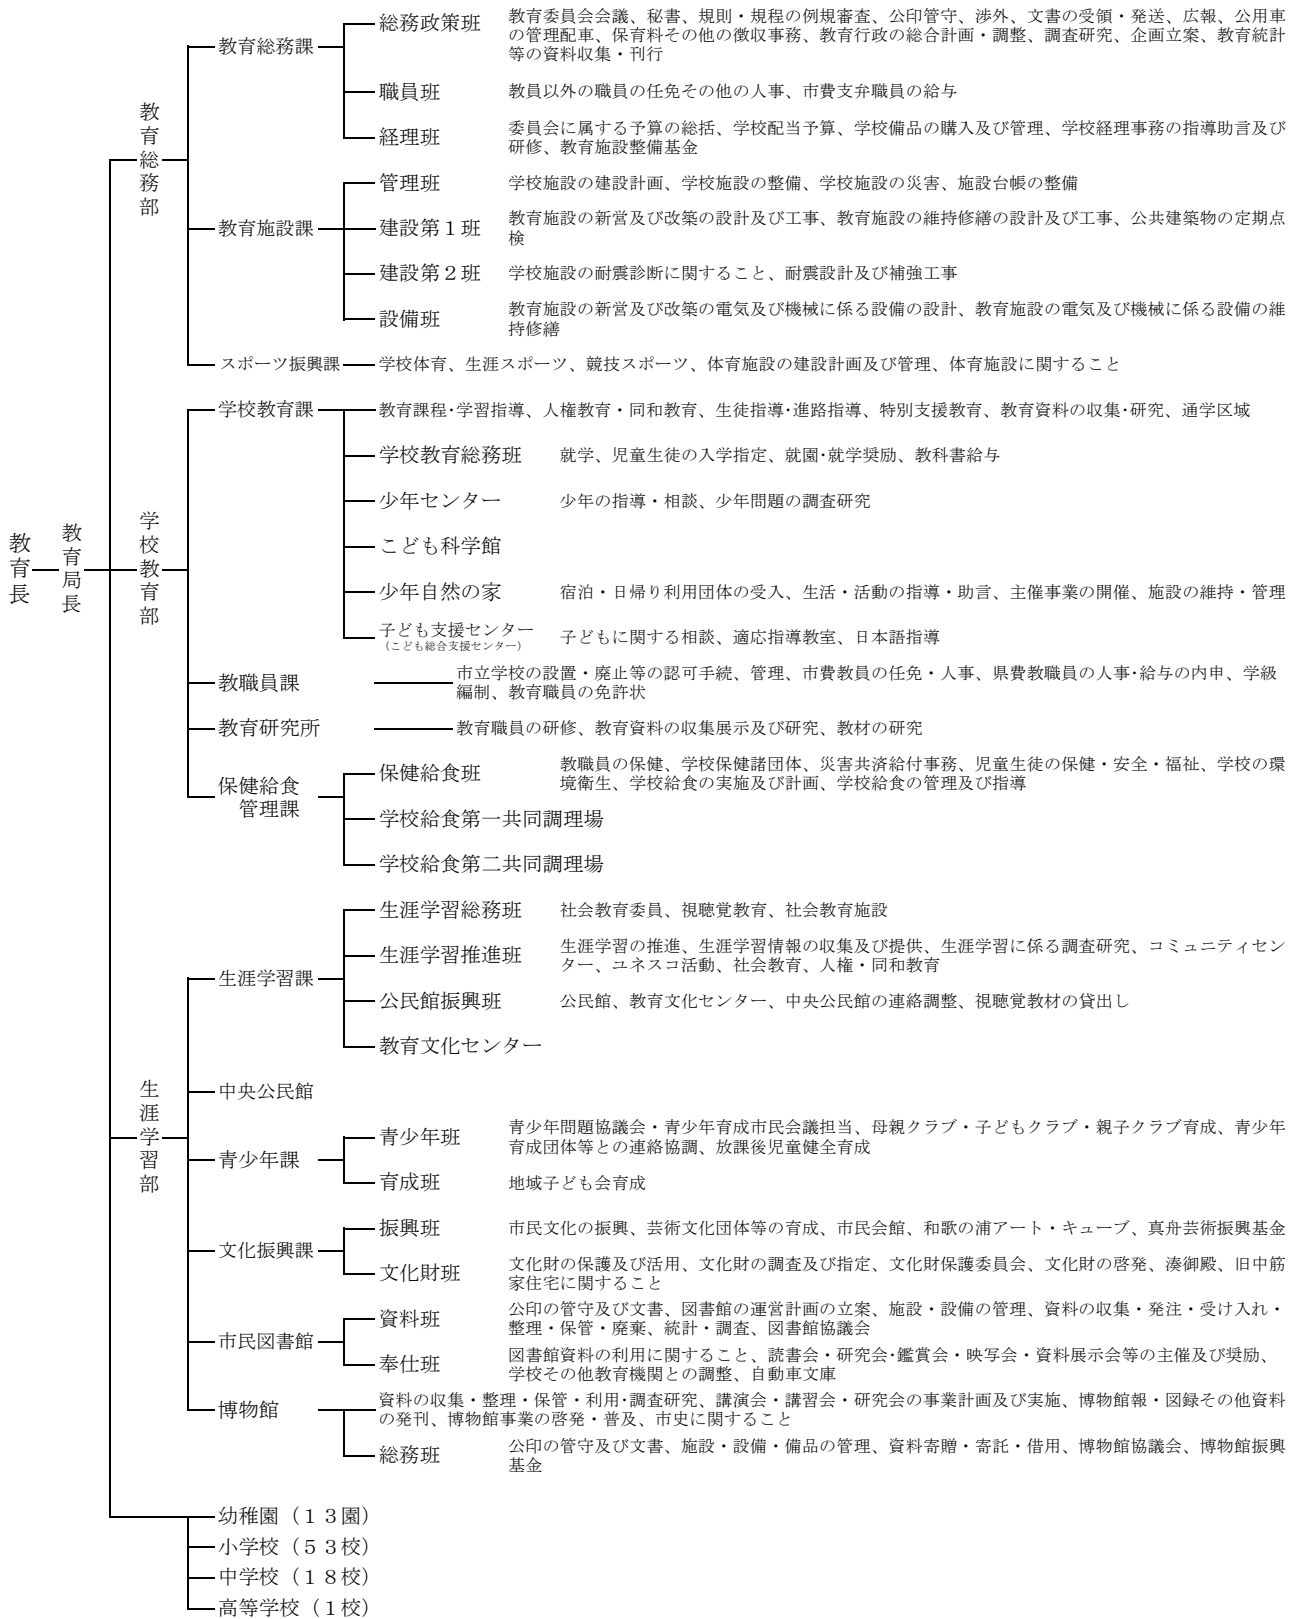 教育長
教育局長
教育総務部
教育総務課
総務政策班
教育委員会会議、秘書、規則・規程の例規審査、公印管守、渉外、文書の受領・発送、広報、公用車
の管理配車、保育料その他の徴収事務、教育行政の総合計画・調整、調査研究、企画立案、教育統計
等の資料収集・刊行
職員班
教員以外の職員の任免その他の人事、市費支弁職員の給与
経理班
委員会に属する予算の総括、学校配当予算、学校備品の購入及び管理、学校経理事務の指導助言及び
研修、教育施設整備基金
教育施設課
管理班
学校施設の建設計画、学校施設の整備、学校施設の災害、施設台帳の整備
建設第1班
教育施設の新営及び改築の設計及び工事、教育施設の維持修繕の設計及び工事、公共建築物の定期点
検
建設第2班
学校施設の耐震診断に関すること、耐震設計及び補強工事
設備班
教育施設の新営及び改築の電気及び機械に係る設備の設計、教育施設の電気及び機械に係る設備の維
持修繕
スポーツ振興課
学校体育、生涯スポーツ、競技スポーツ、体育施設の建設計画及び管理、体育施設に関すること
学校教育部
学校教育課
教育課程･学習指導、人権教育・同和教育、生徒指導･進路指導、特別支援教育、教育資料の収集･研究、通学区域
学校教育総務班
就学、児童生徒の入学指定、就園･就学奨励、教科書給与
少年センター
少年の指導・相談、少年問題の調査研究
こども科学館
少年自然の家
宿泊・日帰り利用団体の受入、生活・活動の指導・助言、主催事業の開催、施設の維持・管理
子ども支援センター
（こども総合支援センター）
子どもに関する相談、適応指導教室、日本語指導
教職員課
市立学校の設置・廃止等の認可手続、管理、市費教員の任免・人事、県費教職員の人事･給与の内申、学級
編制、教育職員の免許状
教育研究所
教育職員の研修、教育資料の収集展示及び研究、教材の研究
保健給食
管理課
保健給食班
教職員の保健、学校保健諸団体、災害共済給付事務、児童生徒の保健・安全・福祉、学校の環
境衛生、学校給食の実施及び計画、学校給食の管理及び指導
学校給食第一共同調理場
学校給食第二共同調理場
生涯学習部
生涯学習課
生涯学習総務班
社会教育委員、視聴覚教育、社会教育施設
生涯学習推進班
生涯学習の推進、生涯学習情報の収集及び提供、生涯学習に係る調査研究、コミュニティセン
ター、ユネスコ活動、社会教育、人権・同和教育
公民館振興班
公民館、教育文化センター、中央公民館の連絡調整、視聴覚教材の貸出し
教育文化センター
中央公民館
青少年課
青少年班
青少年問題協議会・青少年育成市民会議担当、母親クラブ・子どもクラブ・親子クラブ育成、青少年
育成団体等との連絡協調、放課後児童健全育成
育成班
地域子ども会育成
文化振興課
振興班
市民文化の振興、芸術文化団体等の育成、市民会館、和歌の浦アート・キューブ、真舟芸術振興基金
文化財班
文化財の保護及び活用、文化財の調査及び指定、文化財保護委員会、文化財の啓発、湊御殿、旧中筋
家住宅に関すること
市民図書館
資料班
公印の管守及び文書、図書館の運営計画の立案、施設・設備の管理、資料の収集・発注・受け入れ・
整理・保管・廃棄、統計・調査、図書館協議会
奉仕班
図書館資料の利用に関すること、読書会・研究会･鑑賞会・映写会・資料展示会等の主催及び奨励、
学校その他教育機関との調整、自動車文庫
博物館
資料の収集・整理・保管・利用･調査研究、講演会・講習会・研究会の事業計画及び実施、博物館報・図録その他資料
の発刊、博物館事業の啓発・普及、市史に関すること
総務班
公印の管守及び文書、施設・設備・備品の管理、資料寄贈・寄託・借用、博物館協議会、博物館振興
基金
幼稚園（１３園）
小学校（５３校）
中学校（１８校）
高等学校（１校）